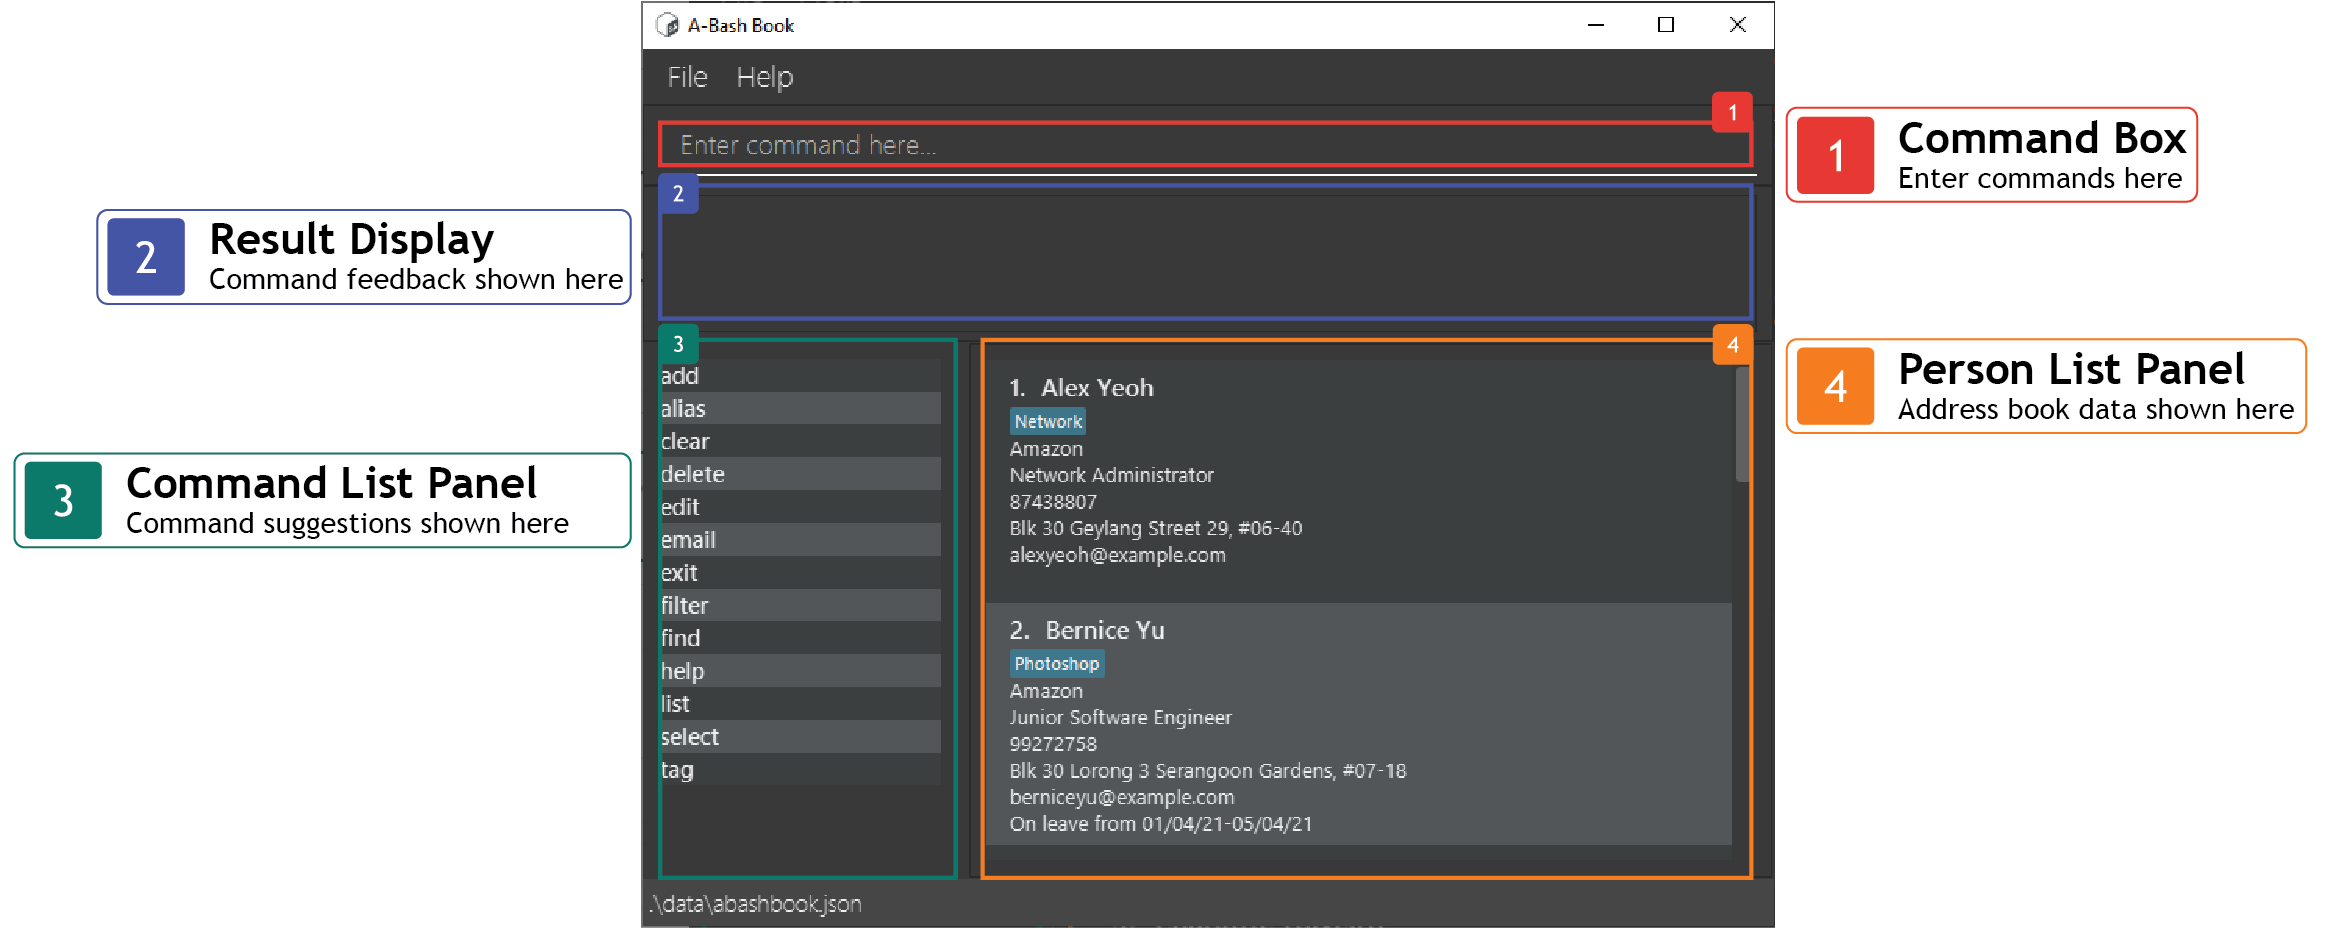 A-Bash Book
File Help
1
Enter command here...
1
Command Box
Enter commands here
2
2
Result Display
Command feedback shown here
3
add
alias
clear
delete
edit
email
exit
filter
find
help
list
select
tag
3
Command List Panel
Command suggestions shown here
4
1. Alex Yeoh
Network
Amazon
Network Administrator
87438807
Blk 30 Geylang Street 29, #06-40
alexyeoh@example.com
2. Bernice Yu
Photoshop
Amazon
Junior Software Engineer
99272758
Blk 30 Lorong 3 Serangoon Gardens, #07-18
berniceyu@example.com
On leave from 01/04/21-05/04/21
4
Person List Panel
Address book data shown here
.\data\abashbook.json